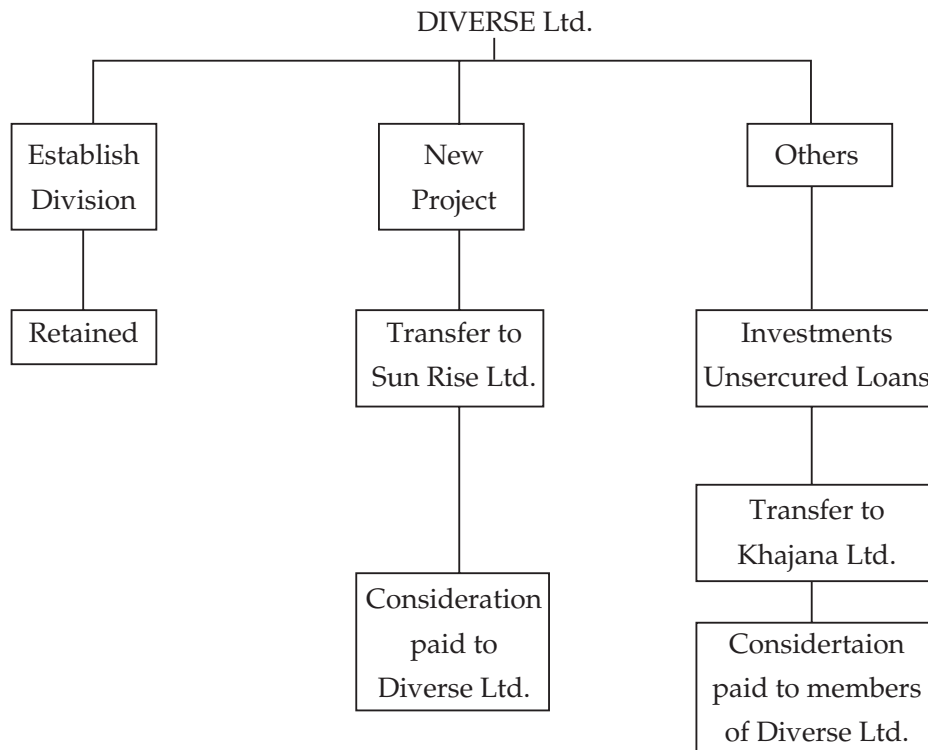 DIVERSE Ltd.
Establish
Division
Retained
New
Project
Transfer to
Sun Rise Ltd.
Consideration
paid to
Diverse Ltd.
Others
Investments
Unsercured Loans
Transfer to
Khajana Ltd.
Considertaion
paid to members
of Diverse Ltd.